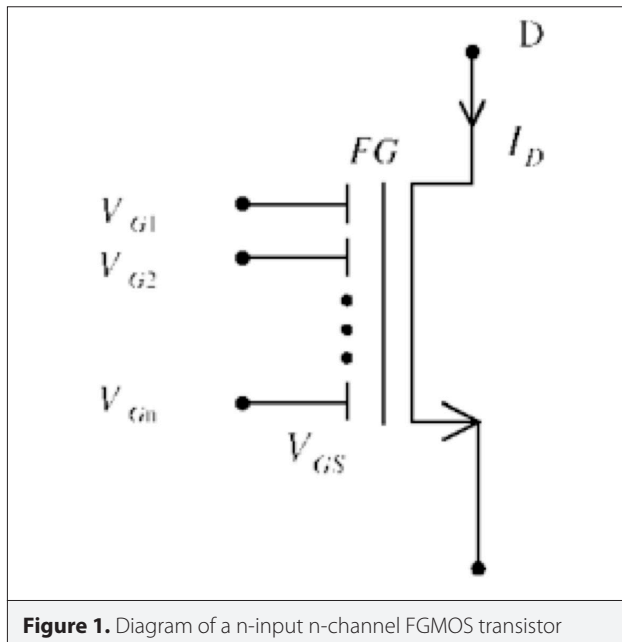 D
FG
I_D
V_G1
V_G2
V_Gn
V_GS
Figure 1. Diagram of a n-input n-channel FGMOS transistor